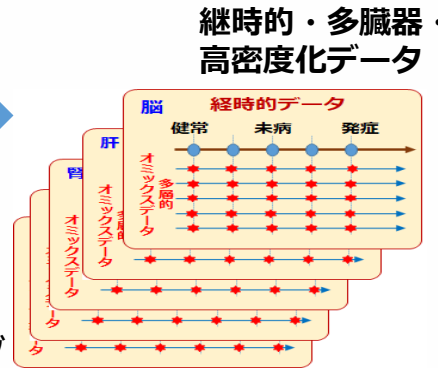 継時的・多臓器・
高密度化データ
脳
経時的データ
健常
未病
発症
多層的
オミックスデータ
肝
オミックスデータ
腎
オミックスデータ